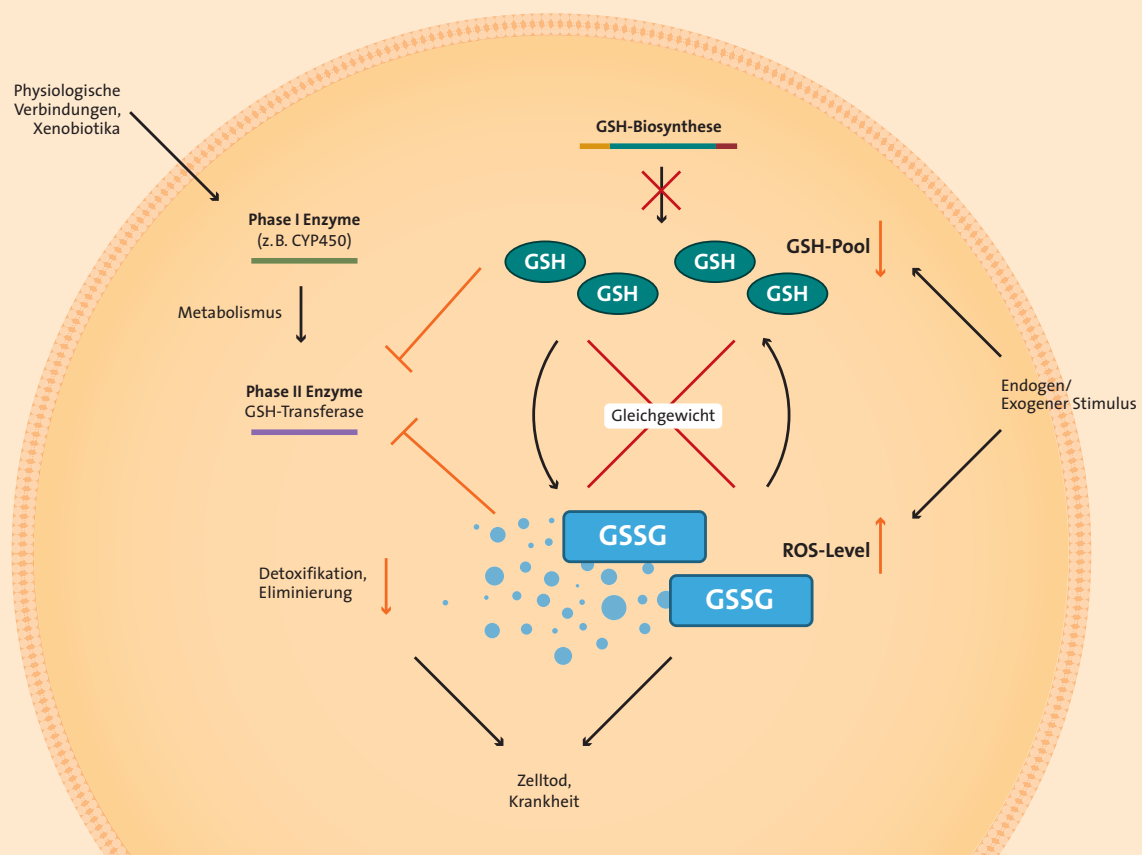 Physiologische
Verbindungen,
Xenobiotika
GSH-Biosynthese
Phase I Enzyme
(z. B. CYP450)
GSH-Pool
GSH
GSH
GSH
GSH
Metabolismus
Phase II Enzyme
GSH-Transferase
Gleichgewicht
Endogen/
Exogener Stimulus
GSSG
ROS-Level
Detoxifikation,
Eliminierung
GSSG
Zelltod,
Krankheit